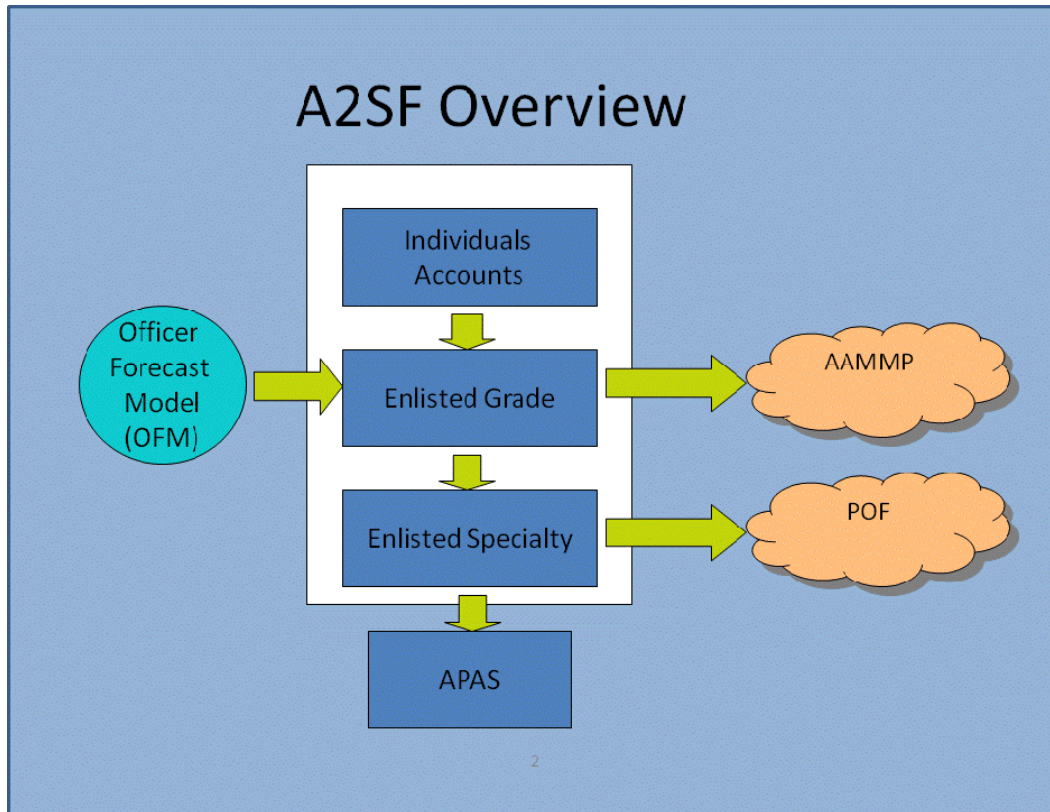 A2SF Overview
Individuals
Accounts
Officer
Forecast
Model
(OFM)
Enlisted Grade
AAMMP
Enlisted Specialty
POF
APAS
2